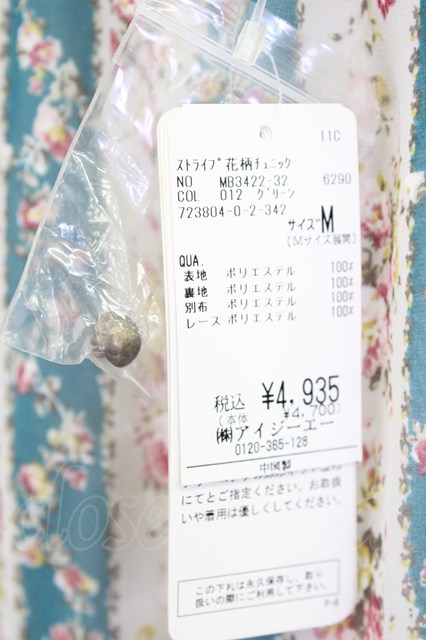 11C
ストライプ花柄チュニック
NO MB3422-32 6290
COL 012 グリーン
723804-0-2-342
サイズM
(Mサイズ展開)
QUA.
表地 ポリエステル 100%
裏地 ポリエステル 100%
別布 ポリエステル 100%
レース ポリエステル 100%
税込 ¥4,935
(本体 ¥4,700)
㈱アイジーエー
0120-365-128
中国製
にてとご指定ください。お取扱
いや着用は優しくしてください。
この下札は永久保存し、取り
扱いの際にご利用ください。
close